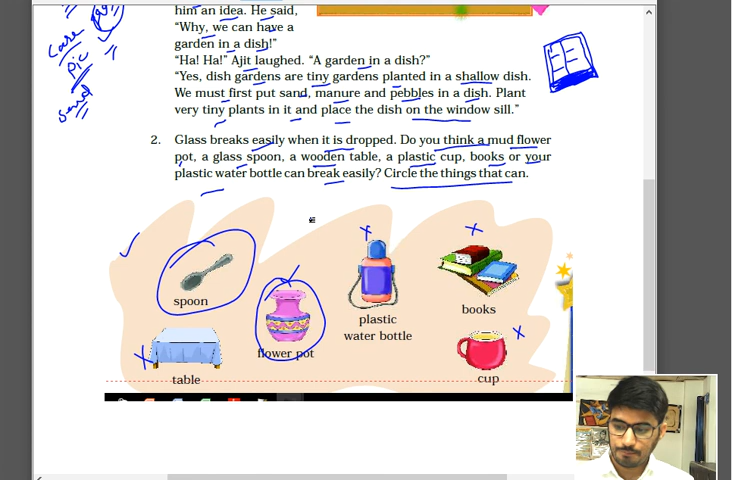 him an idea. He said,
"Why, we can have a
garden in a dish!"
"Ha! Ha!" Ajit laughed. "A garden in a dish?"
"Yes, dish gardens are tiny gardens planted in a shallow dish.
We must first put sand, manure and pebbles in a dish. Plant
very tiny plants in it and place the dish on the window sill."
2. Glass breaks easily when it is dropped. Do you think a mud flower
pot, a glass spoon, a wooden table, a plastic cup, books or your
plastic water bottle can break easily? Circle the things that can.
spoon
flower pot
plastic
water bottle
books
table
cup
Care
Pic
Send